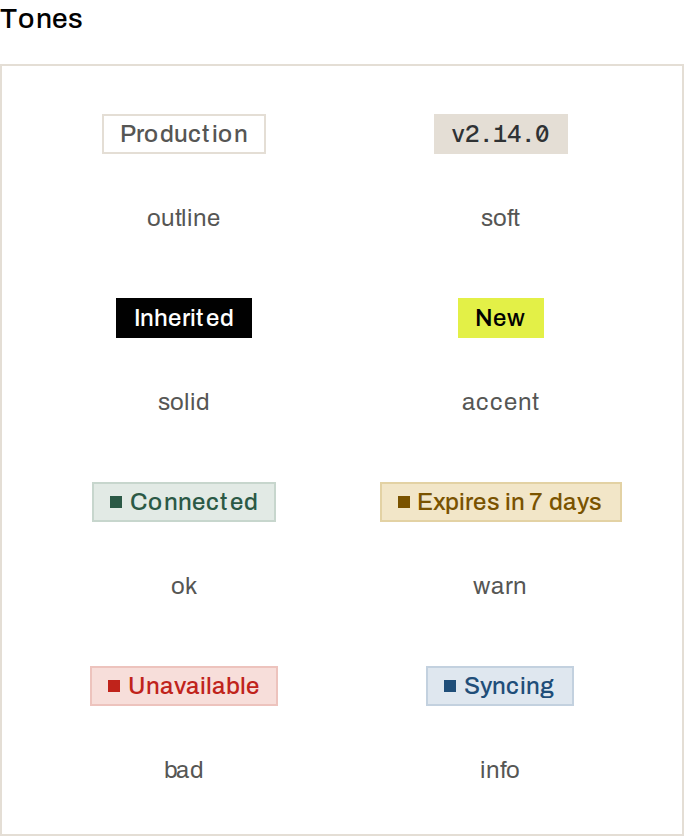 Tones
Production
v2.14.0
outline
soft
Inherited
New
solid
accent
Connected
Expires in 7 days
ok
warn
Unavailable
Syncing
bad
info